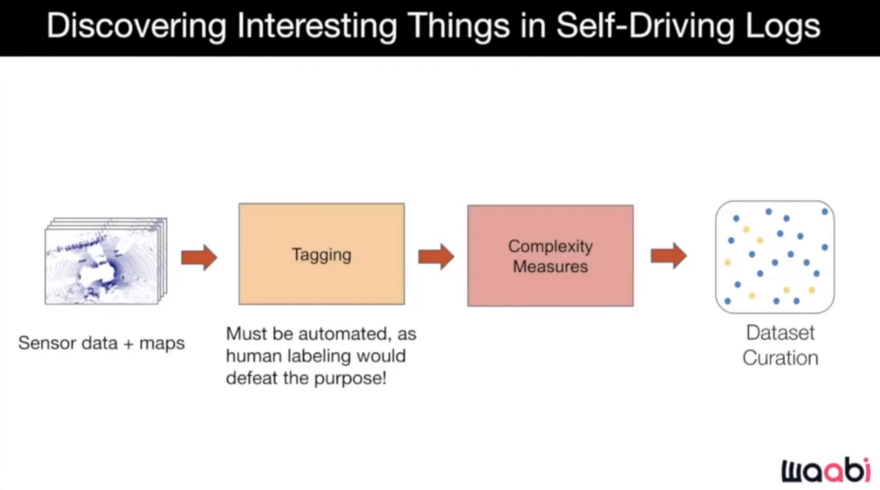 Discovering Interesting Things in Self-Driving Logs
Sensor data + maps
Tagging
Must be automated, as
human labeling would
defeat the purpose!
Complexity
Measures
Dataset
Curation
waabi